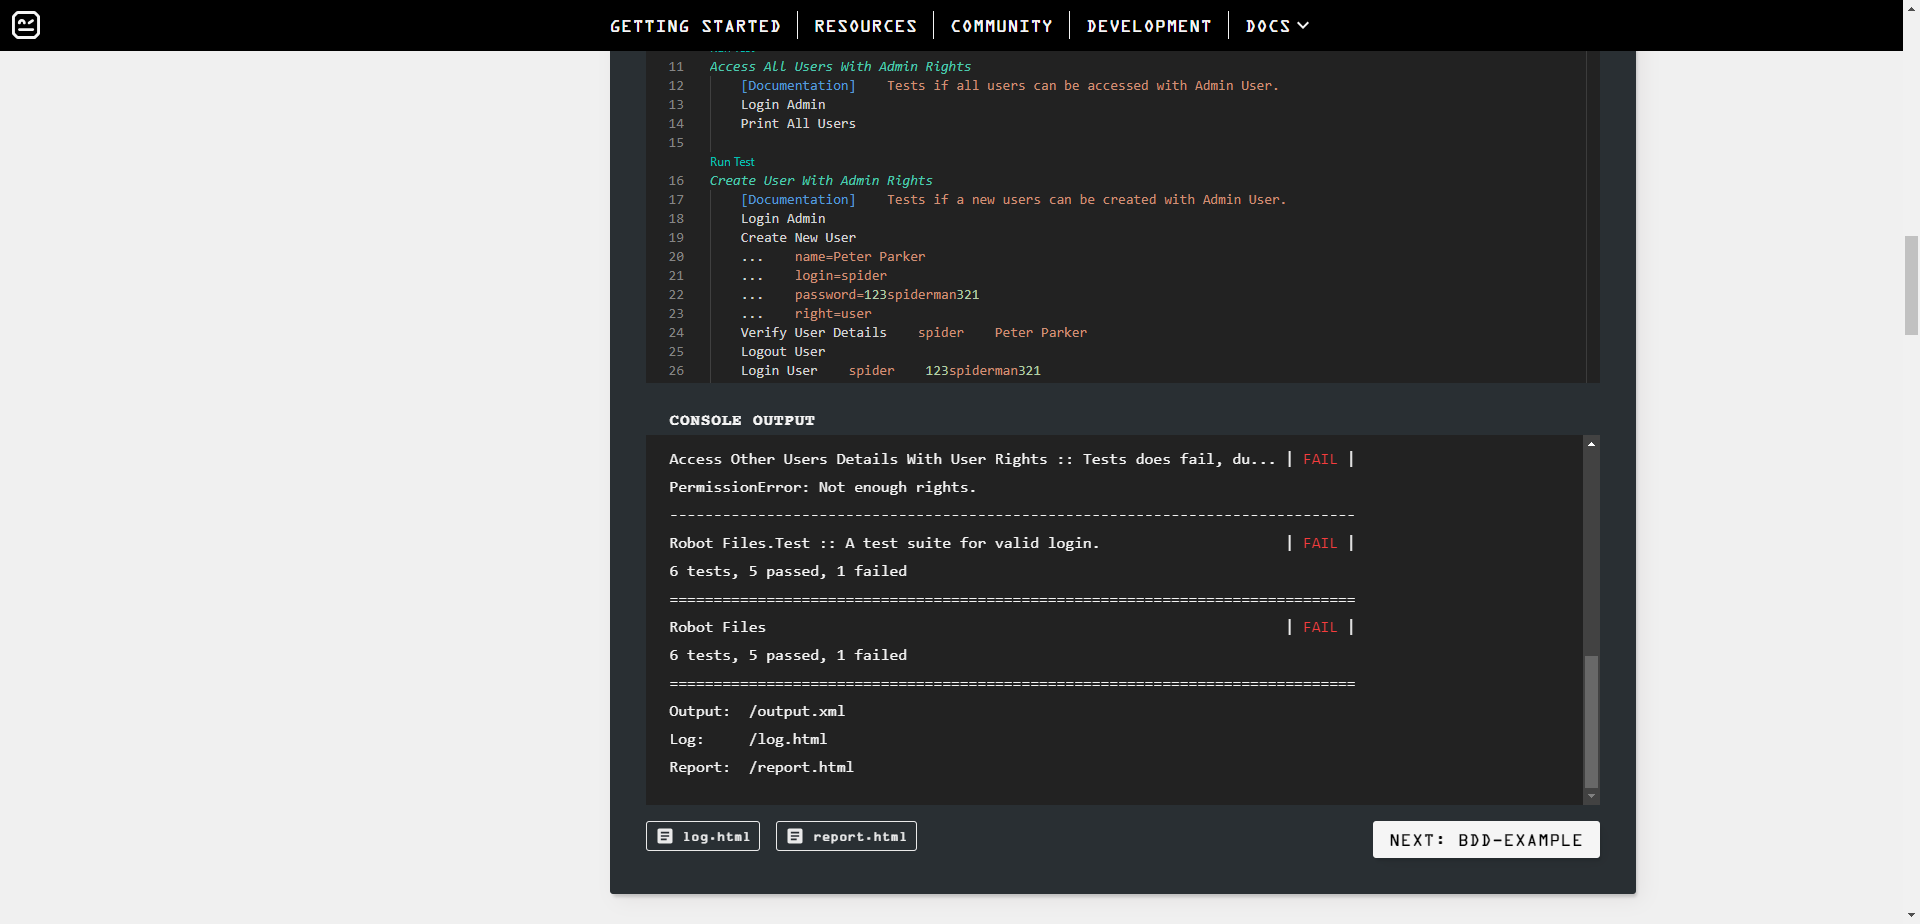 GETTING STARTED RESOURCES COMMUNITY DEVELOPMENT DOCS
11 Access All Users With Admin Rights
12 [Documentation] Tests if all users can be accessed with Admin User.
13 Login Admin
14 Print All Users
15
Run Test
16 Create User With Admin Rights
17 [Documentation] Tests if a new users can be created with Admin User.
18 Login Admin
19 Create New User
20 ... name=Peter Parker
21 ... login=spider
22 ... password=123spiderman321
23 ... right=user
24 Verify User Details spider Peter Parker
25 Logout User
26 Login User spider 123spiderman321
CONSOLE OUTPUT
Access Other Users Details With User Rights :: Tests does fail, du... | FAIL |
PermissionError: Not enough rights.
------------------------------------------------------------------------------
Robot Files.Test :: A test suite for valid login. | FAIL |
6 tests, 5 passed, 1 failed
==============================================================================
Robot Files | FAIL |
6 tests, 5 passed, 1 failed
==============================================================================
Output: /output.xml
Log: /log.html
Report: /report.html
log.html report.html
NEXT: BDD-EXAMPLE